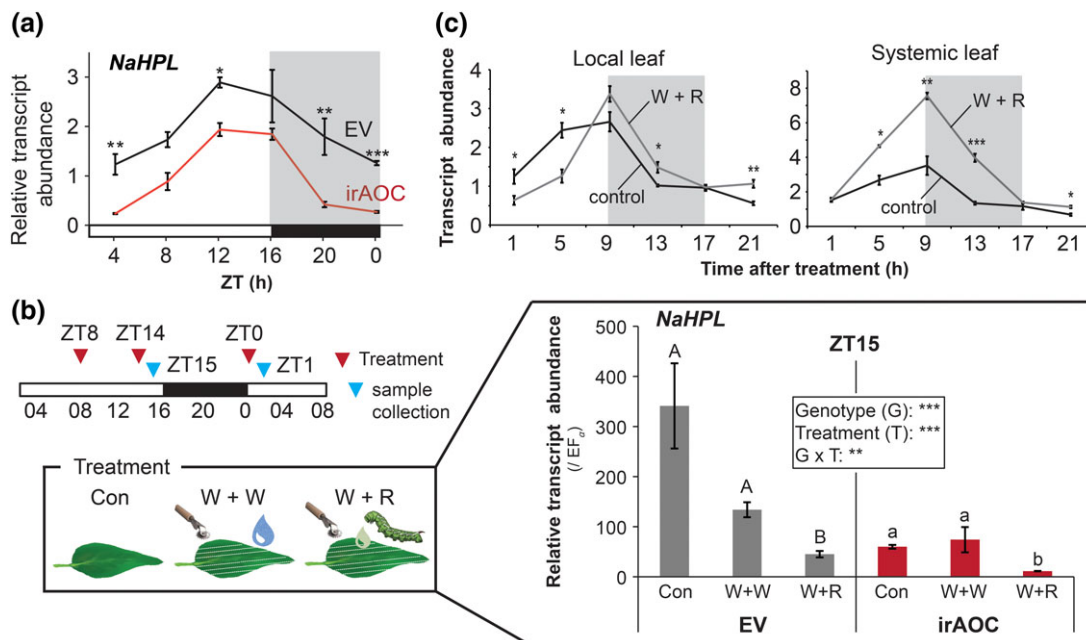 (a)
NaHPL
Relative transcript
abundance
3
2
1
0
**
*
**
***
EV
irAOC
4 8 12 16 20 0
ZT (h)
(c)
Local leaf
Transcript abundance
4
3
2
1
0
*
*
*
**
W + R
control
1 5 9 13 17 21
Systemic leaf
8
6
4
2
0
*
**
***
*
W + R
control
1 5 9 13 17 21
Time after treatment (h)
(b)
ZT8 ZT14 ZT0
ZT15 ZT1
Treatment
sample
collection
04 08 12 16 20 0 04 08
Treatment
Con W + W W + R
NaHPL
Relative transcript abundance
(/ EFα)
500
400
300
200
100
0
ZT15
Genotype (G): ***
Treatment (T): ***
G x T: **
A A B a a b
Con W+W W+R Con W+W W+R
EV irAOC